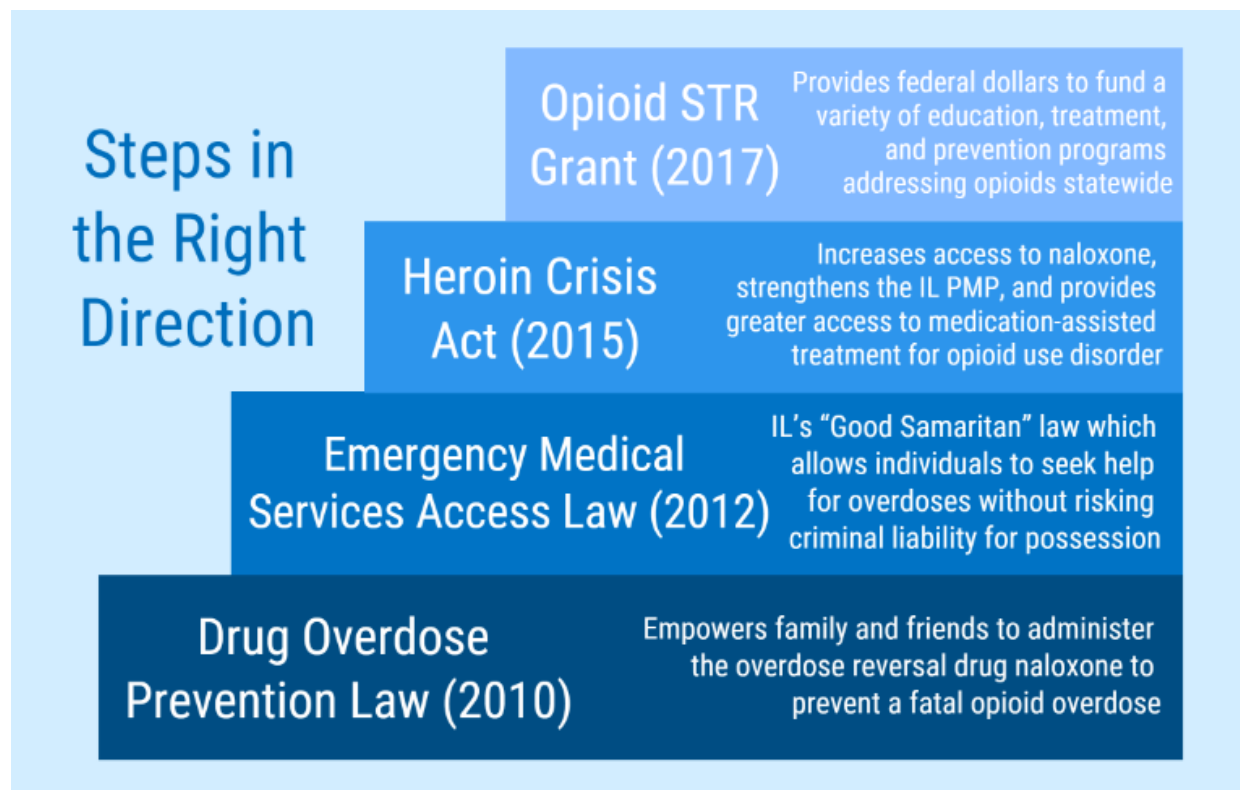 Steps in
the Right
Direction
Opioid STR
Grant (2017)
Provides federal dollars to fund a
variety of education, treatment,
and prevention programs
addressing opioids statewide
Heroin Crisis
Act (2015)
Increases access to naloxone,
strengthens the IL PMP, and provides
greater access to medication-assisted
treatment for opioid use disorder
Emergency Medical
Services Access Law (2012)
IL’s “Good Samaritan” law which
allows individuals to seek help
for overdoses without risking
criminal liability for possession
Drug Overdose
Prevention Law (2010)
Empowers family and friends to administer
the overdose reversal drug naloxone to
prevent a fatal opioid overdose